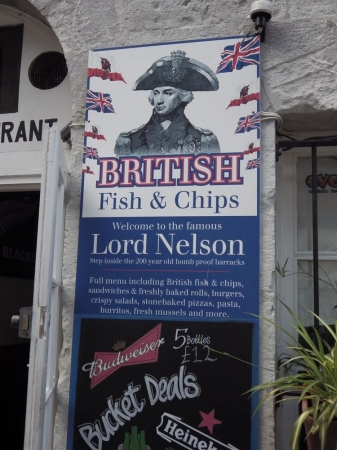 RANT
BRITISH
Fish & Chips
Welcome to the famous
Lord Nelson
Step inside the 200 year old bomb proof barracks
Full menu including British fish & chips,
sandwiches & freshly baked rolls, burgers,
crispy salads, stonebaked pizzas, pasta,
burritos, fresh mussels and more.
Budweiser
5 Bottles
£12
Bucket Deals
Heineke